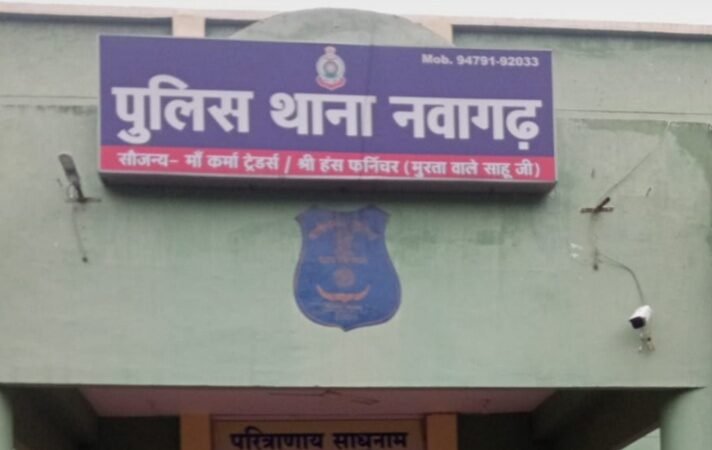 Mob. 94791-92033
पुलिस थाना नवागढ़
सौजन्य- माँ कर्मा ट्रेडर्स / श्री हंस फर्निचर (मुरता वाले साहू जी)
परित्राणाय साधनाम